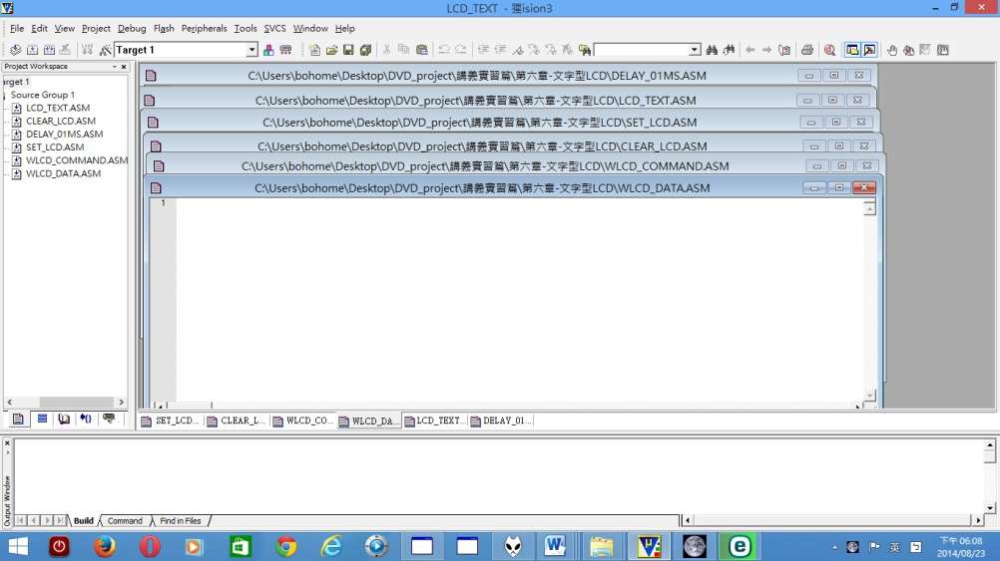 LCD_TEXT - 猩ision3
File Edit View Project Debug Flash Peripherals Tools SVCS Window Help
Target 1
Project Workspace
arget 1
Source Group 1
LCD_TEXT.ASM
CLEAR_LCD.ASM
DELAY_01MS.ASM
SET_LCD.ASM
WLCD_COMMAND.ASM
WLCD_DATA.ASM
C:\Users\bohome\Desktop\DVD_project\講義實習篇\第六章-文字型LCD\DELAY_01MS.ASM
C:\Users\bohome\Desktop\DVD_project\講義實習篇\第六章-文字型LCD\LCD_TEXT.ASM
C:\Users\bohome\Desktop\DVD_project\講義實習篇\第六章-文字型LCD\SET_LCD.ASM
C:\Users\bohome\Desktop\DVD_project\講義實習篇\第六章-文字型LCD\CLEAR_LCD.ASM
C:\Users\bohome\Desktop\DVD_project\講義實習篇\第六章-文字型LCD\WLCD_COMMAND.ASM
C:\Users\bohome\Desktop\DVD_project\講義實習篇\第六章-文字型LCD\WLCD_DATA.ASM
1
SET_LCD... CLEAR_L... WLCD_CO... WLCD_DA... LCD_TEXT... DELAY_01...
Output Window
Build Command Find in Files
英
下午 06:08
2014/08/23